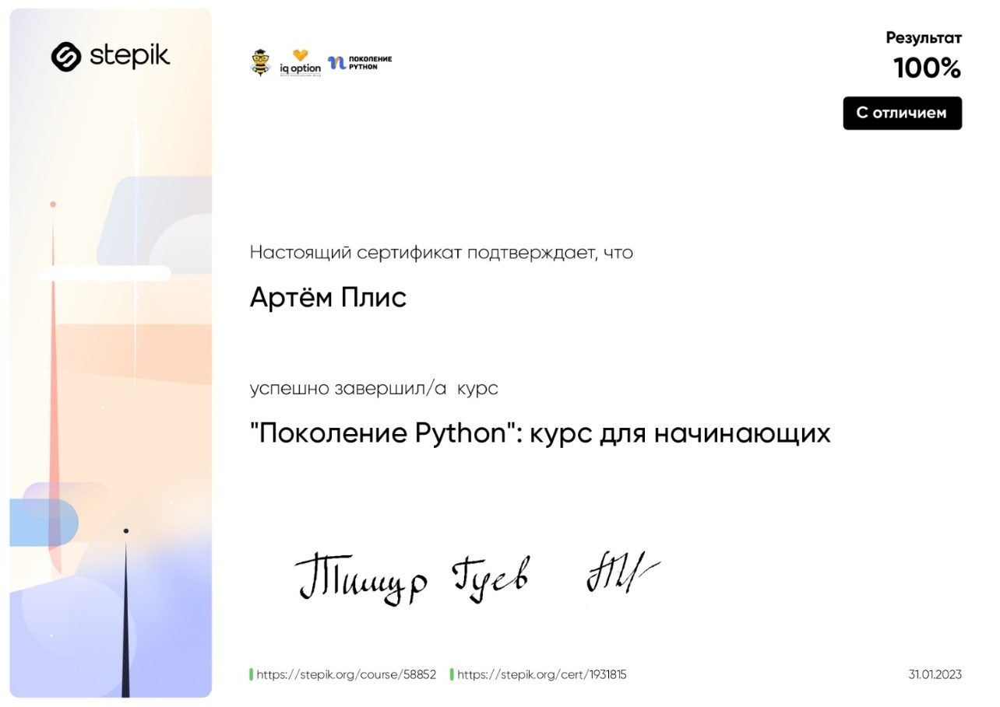 stepik
iq option
ПОКОЛЕНИЕ
PYTHON
Результат
100%
С отличием
Настоящий сертификат подтверждает, что
Артём Плис
успешно завершил/а курс
"Поколение Python": курс для начинающих
Тимур Гуев
https://stepik.org/course/58852 https://stepik.org/cert/1931815
31.01.2023